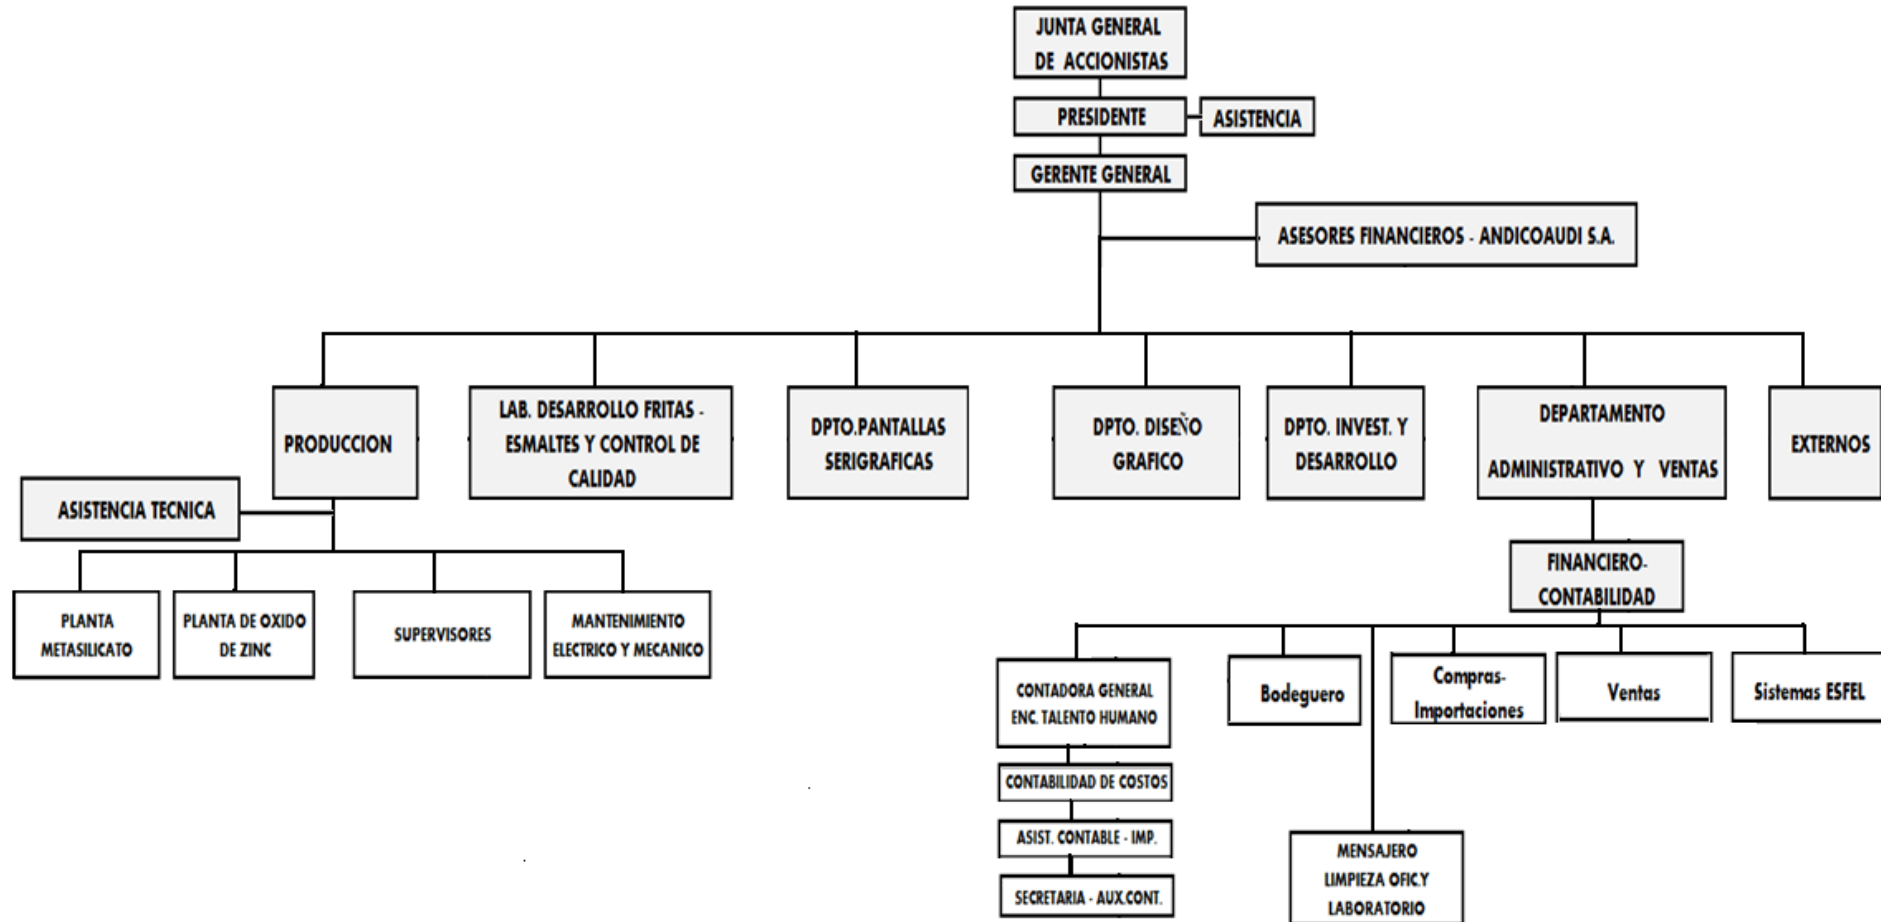 JUNTA GENERAL
DE ACCIONISTAS
PRESIDENTE
ASISTENCIA
GERENTE GENERAL
ASESORES FINANCIEROS - ANDICOAUDI S.A.
PRODUCCION
LAB. DESARROLLO FRITAS -
ESMALTES Y CONTROL DE
CALIDAD
DPTO.PANTALLAS
SERIGRAFICAS
DPTO. DISEÑO
GRAFICO
DPTO. INVEST. Y
DESARROLLO
DEPARTAMENTO
ADMINISTRATIVO Y VENTAS
EXTERNOS
ASISTENCIA TECNICA
PLANTA
METASILICATO
PLANTA DE OXIDO
DE ZINC
SUPERVISORES
MANTENIMIENTO
ELECTRICO Y MECANICO
FINANCIERO-
CONTABILIDAD
CONTADORA GENERAL
ENC. TALENTO HUMANO
Bodeguero
Compras-
Importaciones
Ventas
Sistemas ESFEL
CONTABILIDAD DE COSTOS
ASIST. CONTABLE - IMP.
SECRETARIA - AUX.CONT.
MENSAJERO
LIMPIEZA OFIC.Y
LABORATORIO